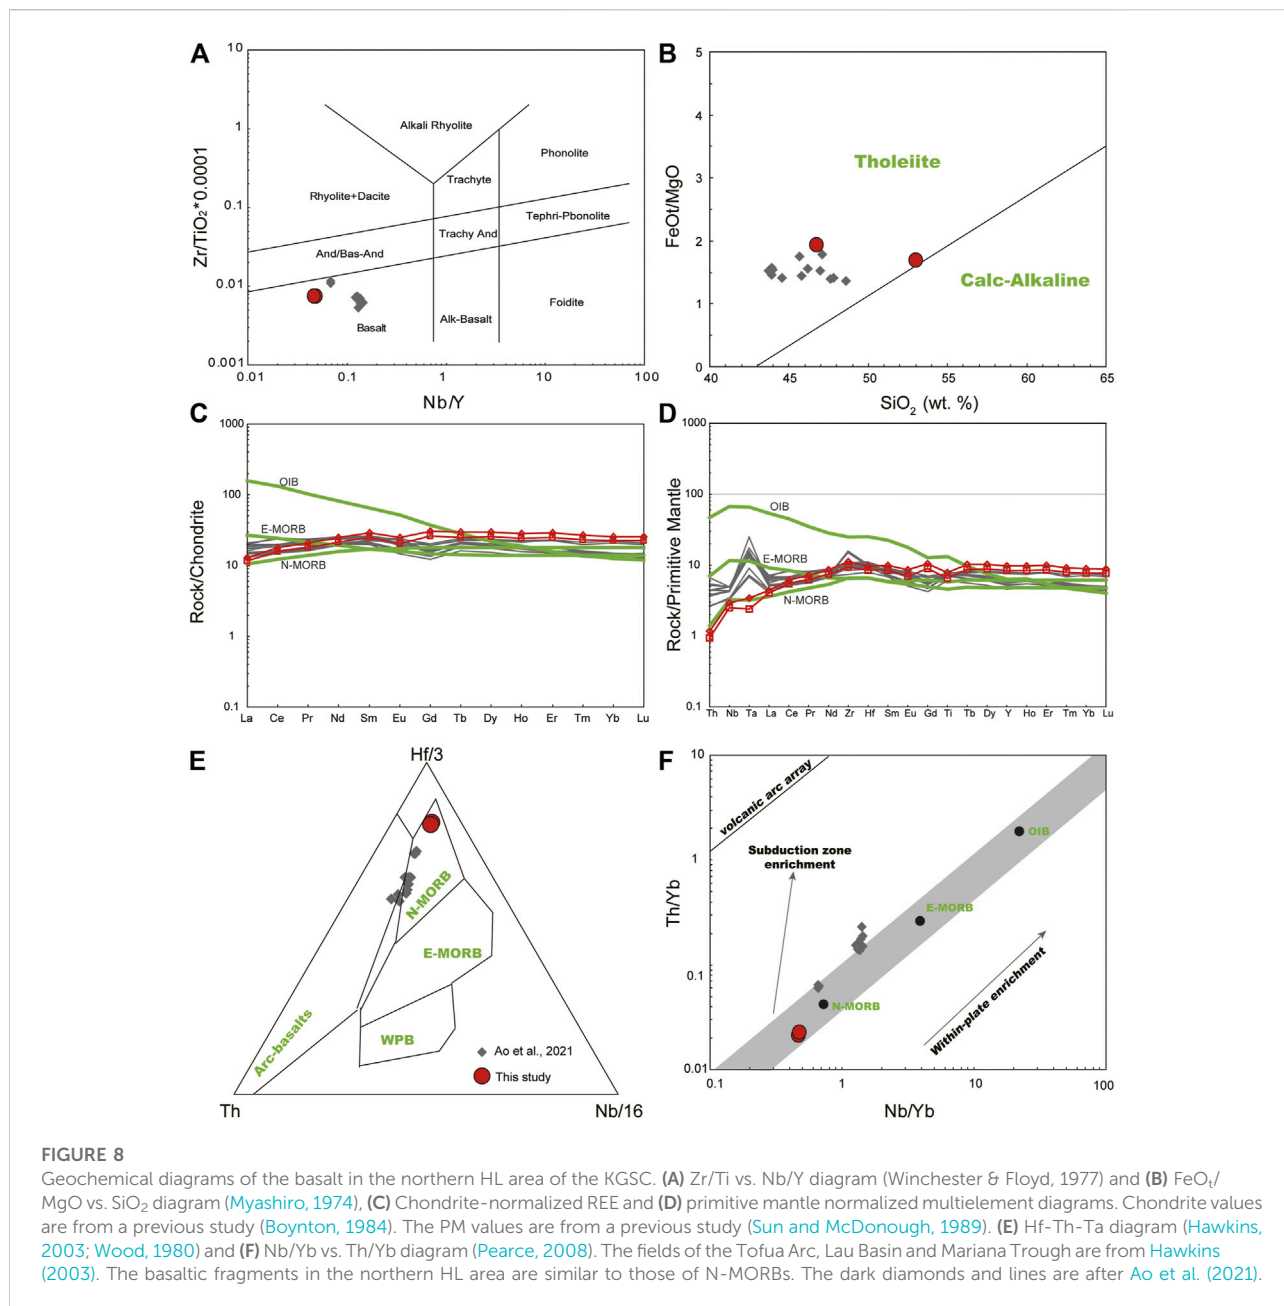 A
10
1
0.1
0.01
0.001
Zr/TiO2*0.0001
Alkali Rhyolite
Phonolite
Trachyte
Rhyolite+Dacite
Tephri-Pbonolite
Trachy And
And/Bas-And
Foidite
Alk-Basalt
Basalt
0.01 0.1 1 10 100
Nb/Y
B
5
4
3
2
1
0
FeOt/MgO
Tholeiite
Calc-Alkaline
40 45 50 55 60 65
SiO2 (wt. %)
C
1000
100
10
1
0.1
Rock/Chondrite
OIB
E-MORB
N-MORB
La Ce Pr Nd Sm Eu Gd Tb Dy Ho Er Tm Yb Lu
D
1000
100
10
1
0.1
Rock/Primitive Mantle
OIB
E-MORB
N-MORB
Th Nb Ta La Ce Pr Nd Zr Hf Sm Eu Gd Ti Tb Dy Y Ho Er Tm Yb Lu
E
Hf/3
N-MORB
E-MORB
WPB
Arc-basalts
Ao et al., 2021
This study
Th
Nb/16
F
10
1
0.1
0.01
Th/Yb
volcanic arc array
Subduction zone
enrichment
OIB
E-MORB
N-MORB
Within-plate enrichment
0.1 1 10 100
Nb/Yb
FIGURE 8
Geochemical diagrams of the basalt in the northern HL area of the KGSC. (A) Zr/Ti vs. Nb/Y diagram (Winchester & Floyd, 1977) and (B) FeOt/
MgO vs. SiO2 diagram (Myashiro, 1974), (C) Chondrite-normalized REE and (D) primitive mantle normalized multielement diagrams. Chondrite values
are from a previous study (Boynton, 1984). The PM values are from a previous study (Sun and McDonough, 1989). (E) Hf-Th-Ta diagram (Hawkins,
2003; Wood, 1980) and (F) Nb/Yb vs. Th/Yb diagram (Pearce, 2008). The fields of the Tofua Arc, Lau Basin and Mariana Trough are from Hawkins
(2003). The basaltic fragments in the northern HL area are similar to those of N-MORBs. The dark diamonds and lines are after Ao et al. (2021).